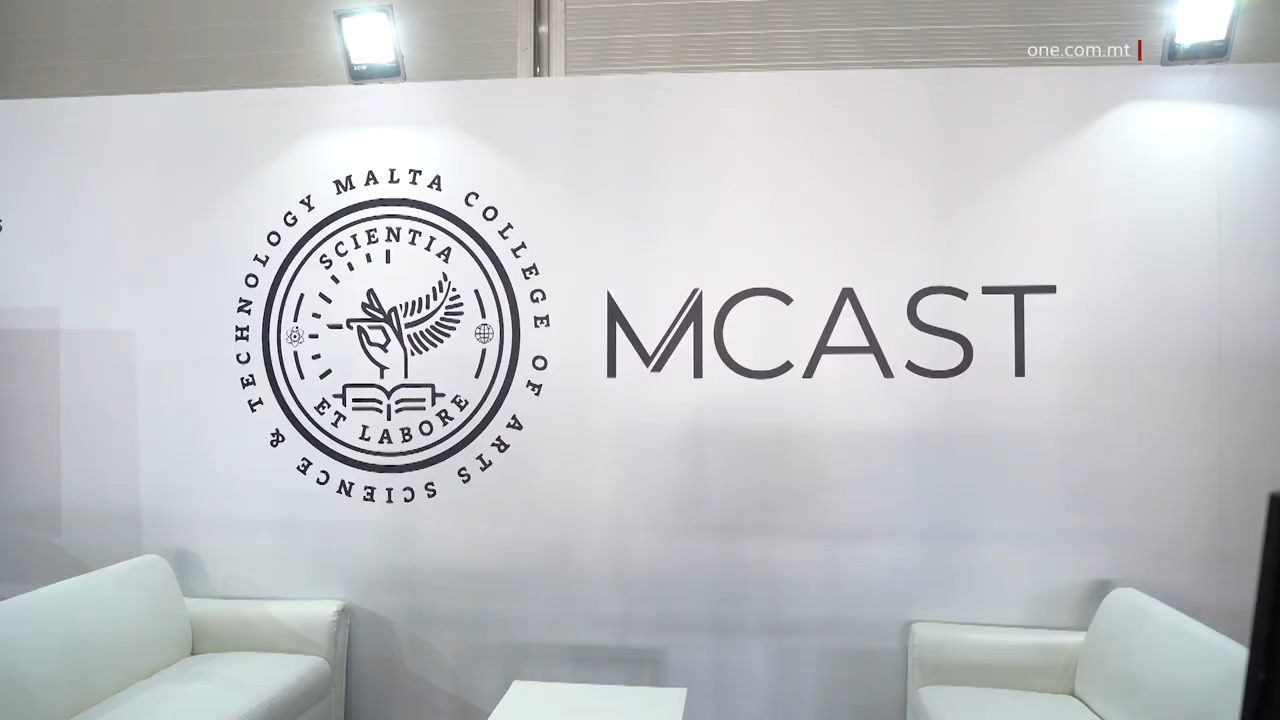 one.com.mt
MALTA COLLEGE OF ARTS SCIENCE & TECHNOLOGY
SCIENTIA
ET LABORE
MCAST